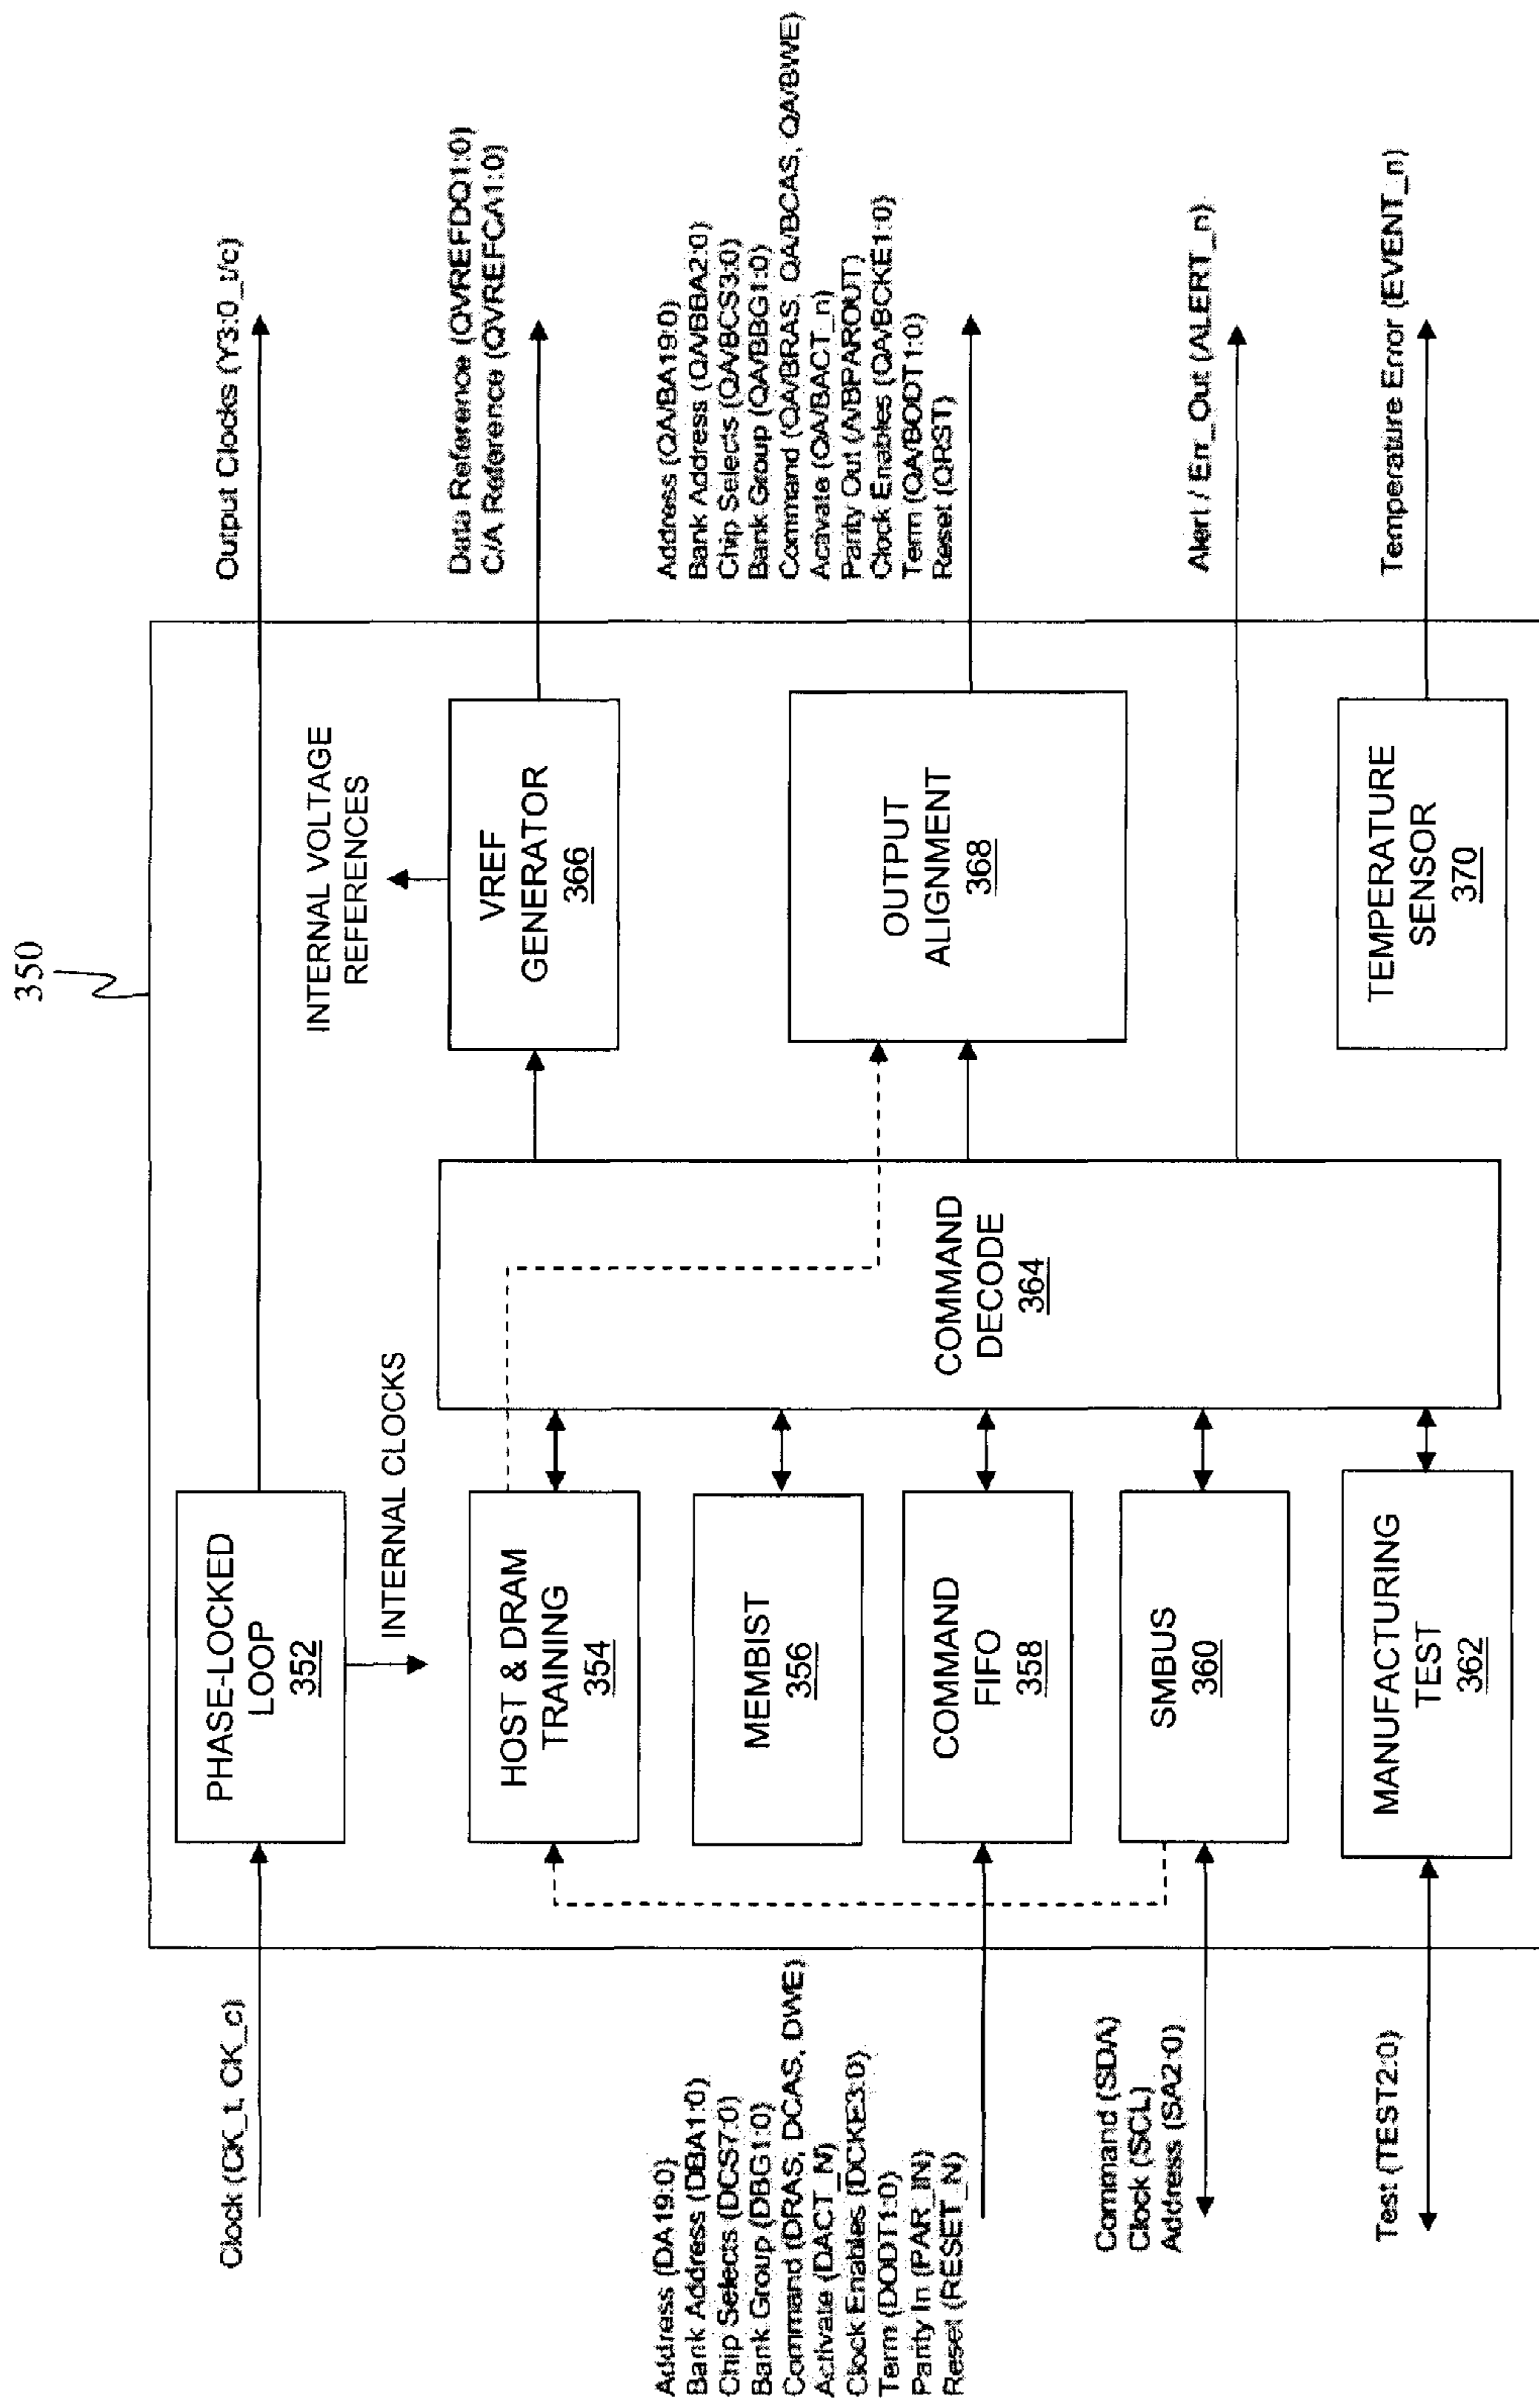 350
Clock (CK_t, CK_c)
PHASE-LOCKED
LOOP
352
Output Clocks (Y3:0_t/c)
INTERNAL CLOCKS
INTERNAL VOLTAGE
REFERENCES
HOST & DRAM
TRAINING
354
VREF
GENERATOR
366
Data Reference (QVREFDQ1:0)
C/A Reference (QVREFCA1:0)
MEMBIST
356
Address (DA19:0)
Bank Address (DBA1:0)
Chip Selects (DCS7:0)
Bank Group (DBG1:0)
Command (DRAS, DCAS, DWE)
Activate (DACT_N)
Clock Enables (DCKE3:0)
Term (DODT1:0)
Parity In (PAR_IN)
Reset (RESET_N)
COMMAND
FIFO
358
COMMAND
DECODE
364
OUTPUT
ALIGNMENT
368
Address (QA/BA19:0)
Bank Address (QA/BBA2:0)
Chip Selects (QA/BCS3:0)
Bank Group (QA/BBG1:0)
Command (QA/BRAS, QA/BCAS, QA/BWE)
Activate (QA/BACT_n)
Parity Out (A/BPAROUT)
Clock Enables (QA/BCKE1:0)
Term (QA/BODT1:0)
Reset (QRST)
Command (SDA)
Clock (SCL)
Address (SA2:0)
SMBUS
360
Alert / Err_Out (ALERT_n)
Test (TEST2:0)
MANUFACTURING
TEST
362
TEMPERATURE
SENSOR
370
Temperature Error (EVENT_n)